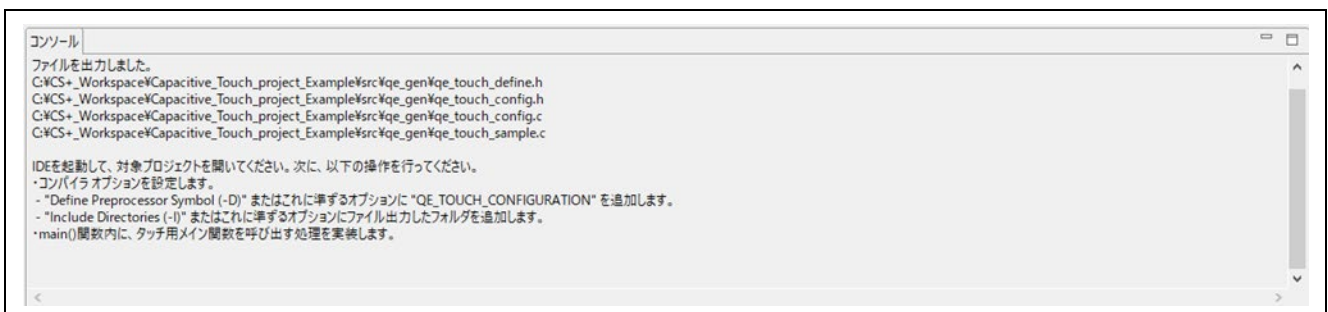 コンソール
ファイルを出力しました。
C:¥CS+_Workspace¥Capacitive_Touch_project_Example¥src¥qe_gen¥qe_touch_define.h
C:¥CS+_Workspace¥Capacitive_Touch_project_Example¥src¥qe_gen¥qe_touch_config.h
C:¥CS+_Workspace¥Capacitive_Touch_project_Example¥src¥qe_gen¥qe_touch_config.c
C:¥CS+_Workspace¥Capacitive_Touch_project_Example¥src¥qe_gen¥qe_touch_sample.c
IDEを起動して、対象プロジェクトを開いてください。次に、以下の操作を行ってください。
・コンパイラ オプションを設定します。
- "Define Preprocessor Symbol (-D)" またはこれに準ずるオプションに "QE_TOUCH_CONFIGURATION" を追加します。
- "Include Directories (-I)" またはこれに準ずるオプションにファイル出力したフォルダを追加します。
・main()関数内に、タッチ用メイン関数を呼び出す処理を実装します。